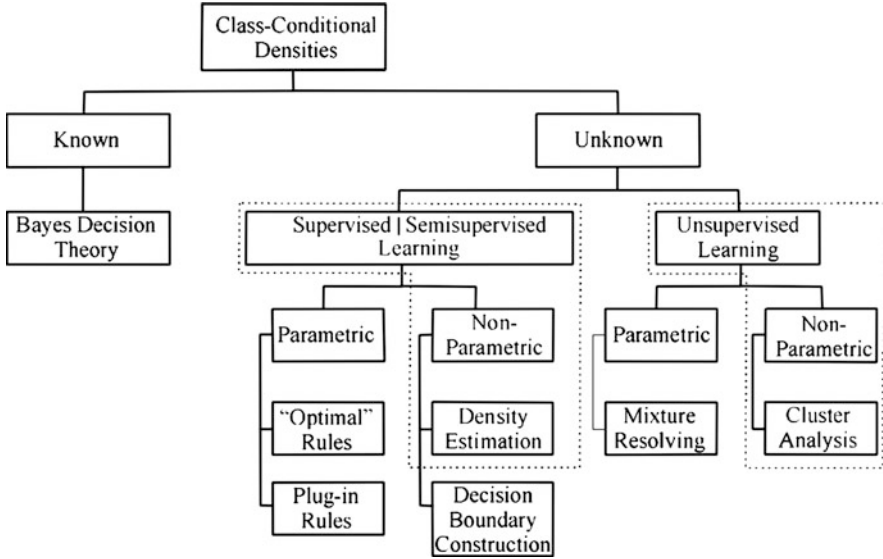 Class-Conditional
Densities
Known
Unknown
Bayes Decision
Theory
Supervised | Semisupervised
Learning
Unsupervised
Learning
Parametric
Non-
Parametric
Parametric
Non-
Parametric
“Optimal”
Rules
Density
Estimation
Mixture
Resolving
Cluster
Analysis
Plug-in
Rules
Decision
Boundary
Construction